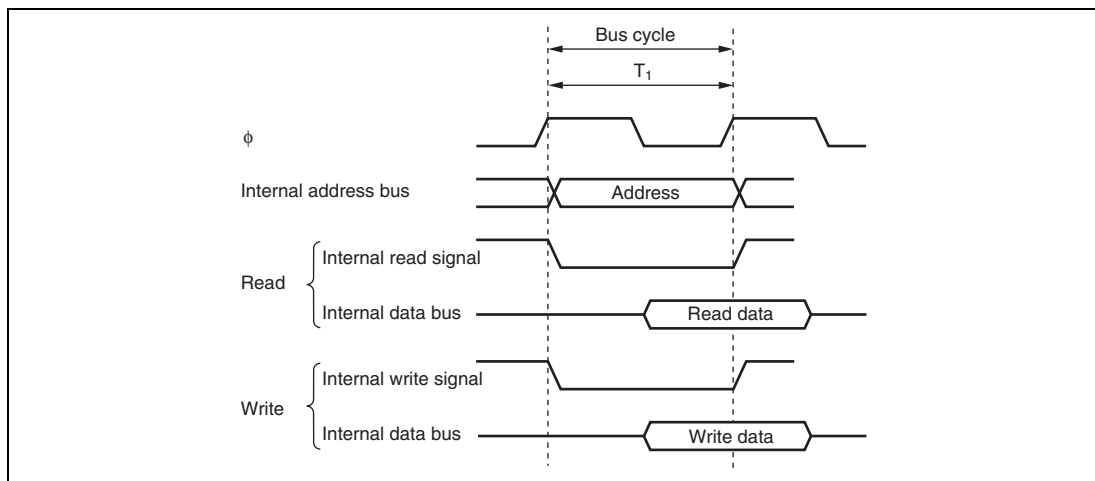 Bus cycle
T₁
ϕ
Internal address bus
Address
Internal read signal
Read
Internal data bus
Read data
Internal write signal
Write
Internal data bus
Write data